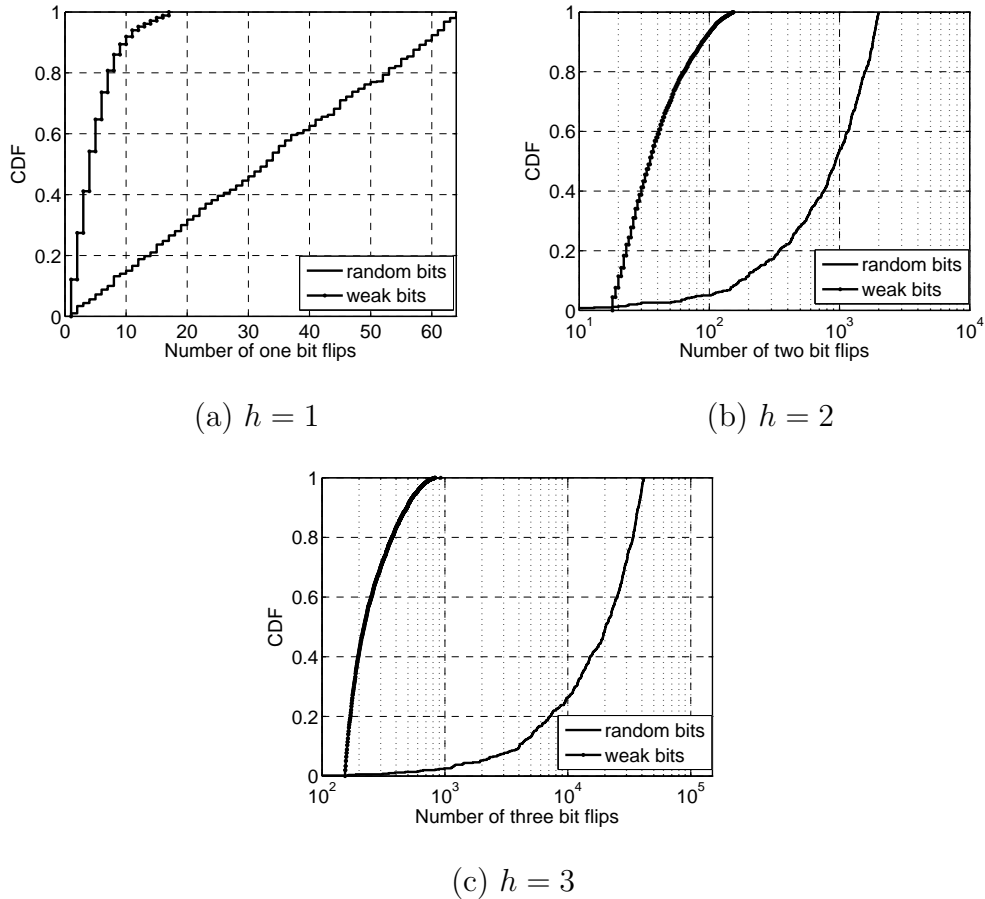 1
0.8
0.6
0.4
0.2
0
CDF
0 10 20 30 40 50 60
Number of one bit flips
random bits
weak bits
(a) h = 1
1
0.8
0.6
0.4
0.2
0
CDF
10^1 10^2 10^3 10^4
Number of two bit flips
random bits
weak bits
(b) h = 2
1
0.8
0.6
0.4
0.2
0
CDF
10^2 10^3 10^4 10^5
Number of three bit flips
random bits
weak bits
(c) h = 3